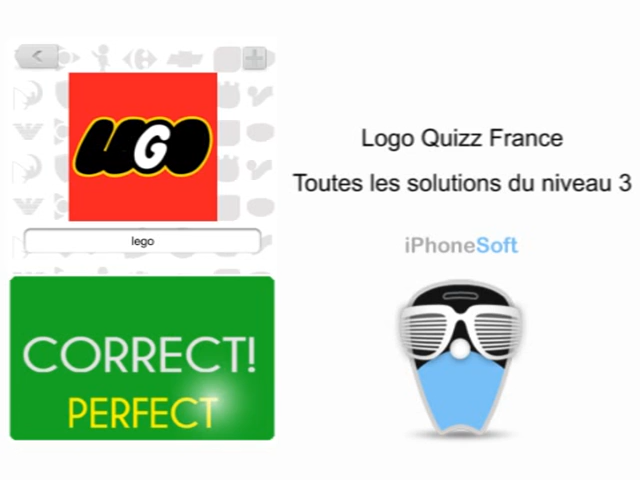 LEGO
lego
CORRECT!
PERFECT
Logo Quizz France
Toutes les solutions du niveau 3
iPhoneSoft